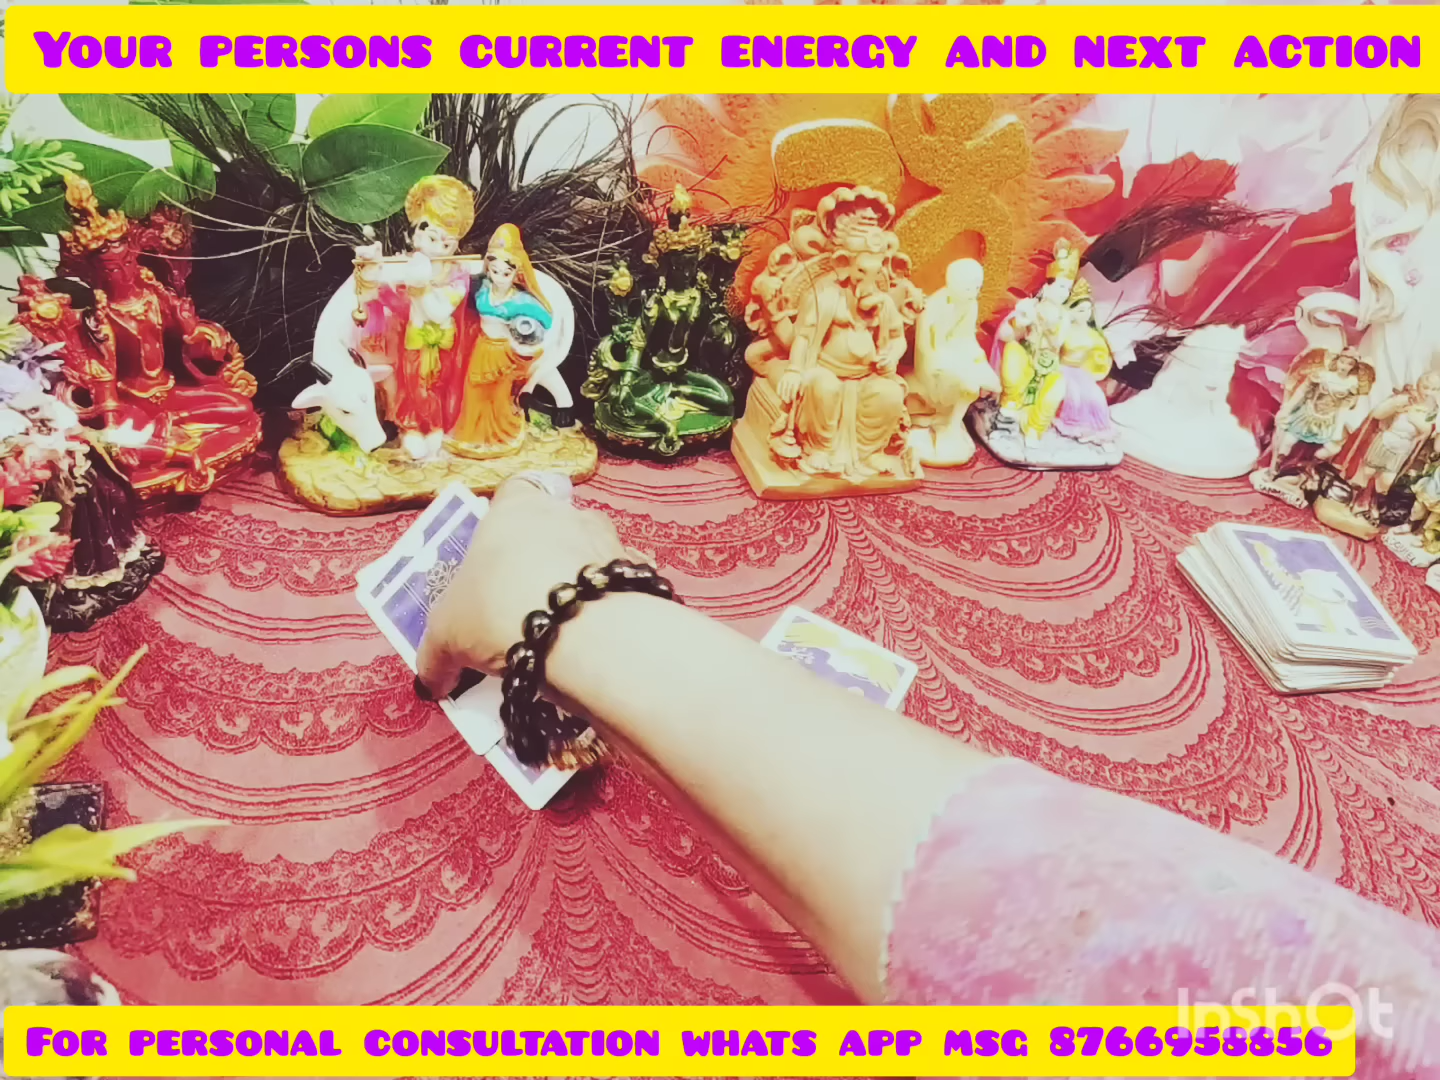 Your persons current energy and next action
ॐ
For personal consultation whats app msg 8766958856
InShOt